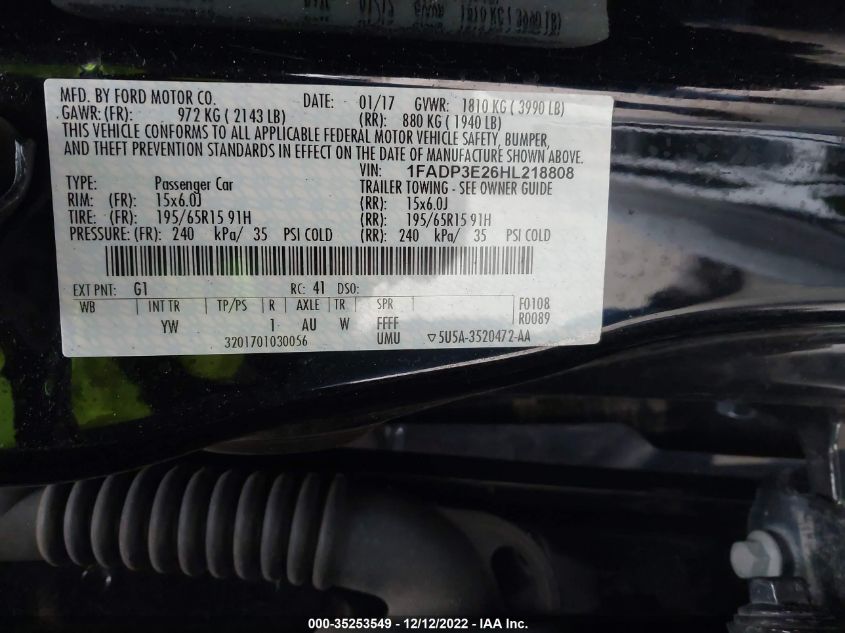 MFD. BY FORD MOTOR CO. DATE: 01/17 GVWR: 1810 KG ( 3990 LB)
GAWR: (FR): 972 KG ( 2143 LB) (RR): 880 KG ( 1940 LB)
THIS VEHICLE CONFORMS TO ALL APPLICABLE FEDERAL MOTOR VEHICLE SAFETY, BUMPER,
AND THEFT PREVENTION STANDARDS IN EFFECT ON THE DATE OF MANUFACTURE SHOWN ABOVE.
VIN: 1FADP3E26HL218808
TYPE: Passenger Car TRAILER TOWING - SEE OWNER GUIDE
RIM: (FR) 15x6.0J (RR): 15x6.0J
TIRE: (FR) 195/65R15 91H (RR): 195/65R15 91H
PRESSURE: (FR) 240 kPa/ 35 PSI COLD (RR): 240 kPa/ 35 PSI COLD
EXT PNT: G1 RC: 41 DSO:
WB INT TR TP/PS R AXLE TR SPR F0108
R0089
YW 1 AU W FFFF
3201701030056 UMU ▽5U5A-3520472-AA
000-35253549 - 12/12/2022 - IAA Inc.